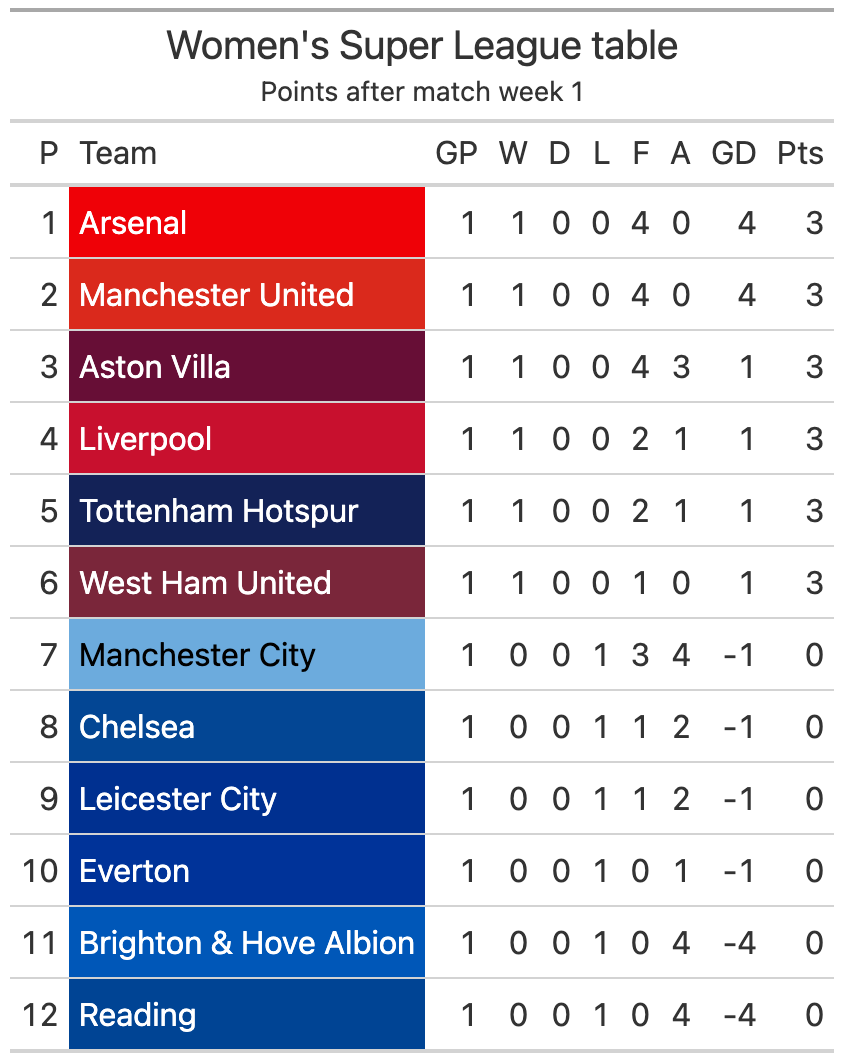 Women's Super League table
Points after match week 1
P Team GP W D L F A GD Pts
1 Arsenal 1 1 0 0 4 0 4 3
2 Manchester United 1 1 0 0 4 0 4 3
3 Aston Villa 1 1 0 0 4 3 1 3
4 Liverpool 1 1 0 0 2 1 1 3
5 Tottenham Hotspur 1 1 0 0 2 1 1 3
6 West Ham United 1 1 0 0 1 0 1 3
7 Manchester City 1 0 0 1 3 4 -1 0
8 Chelsea 1 0 0 1 1 2 -1 0
9 Leicester City 1 0 0 1 1 2 -1 0
10 Everton 1 0 0 1 0 1 -1 0
11 Brighton & Hove Albion 1 0 0 1 0 4 -4 0
12 Reading 1 0 0 1 0 4 -4 0